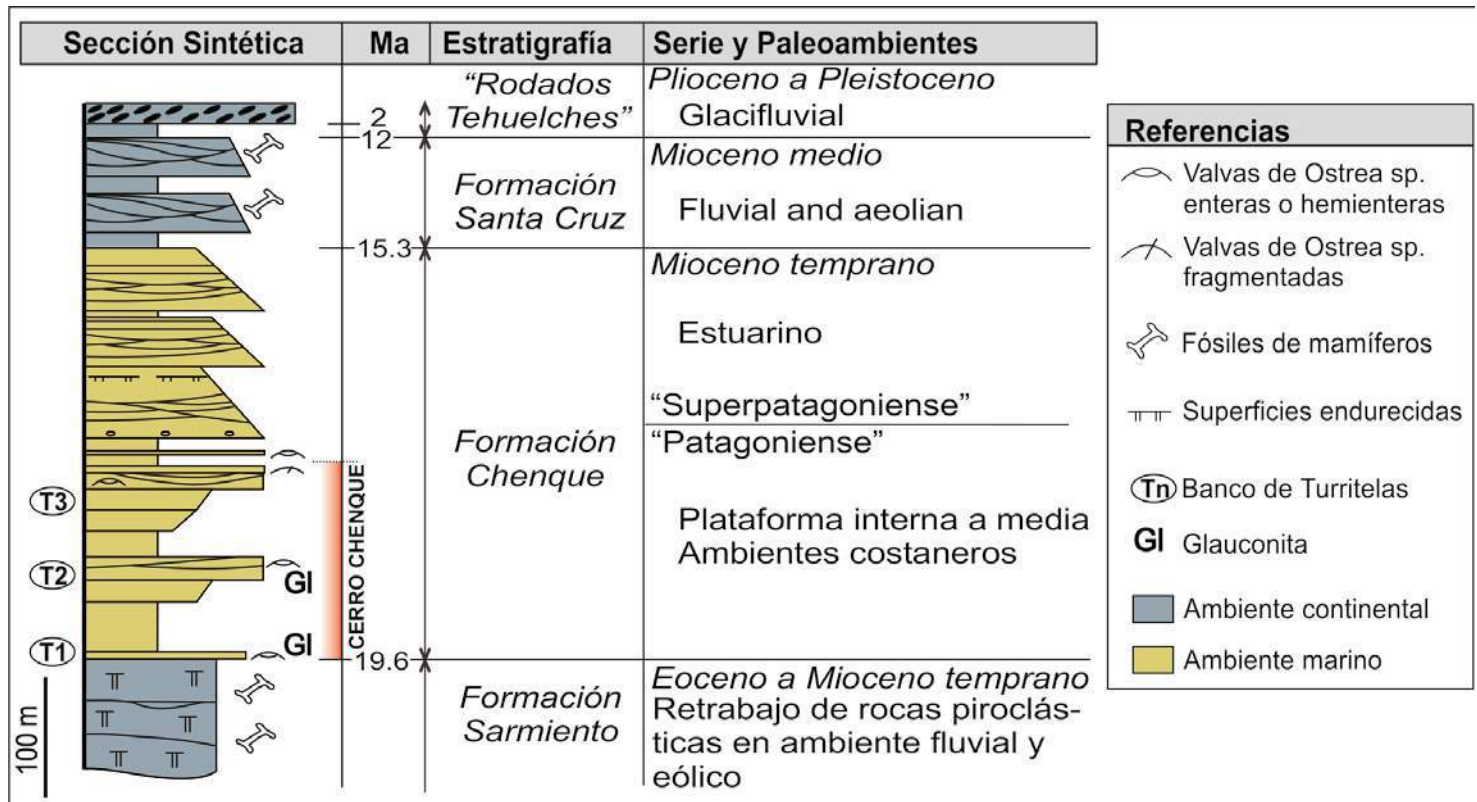 Sección Sintética
Ma
Estratigrafía
Serie y Paleoambientes
“Rodados
Tehuelches”
Plioceno a Pleistoceno
Glacifluvial
2
12
Formación
Santa Cruz
Mioceno medio
Fluvial and aeolian
15.3
Formación
Chenque
Mioceno temprano
Estuarino
“Superpatagoniense”
“Patagoniense”
Plataforma interna a media
Ambientes costaneros
CERRO CHENQUE
T3
T2
Gl
T1
Gl
19.6
Formación
Sarmiento
Eoceno a Mioceno temprano
Retrabajo de rocas piroclás-
ticas en ambiente fluvial y
eólico
100 m
Referencias
Valvas de Ostrea sp.
enteras o hemienteras
Valvas de Ostrea sp.
fragmentadas
Fósiles de mamíferos
Superficies endurecidas
Tn Banco de Turritelas
Gl Glauconita
Ambiente continental
Ambiente marino